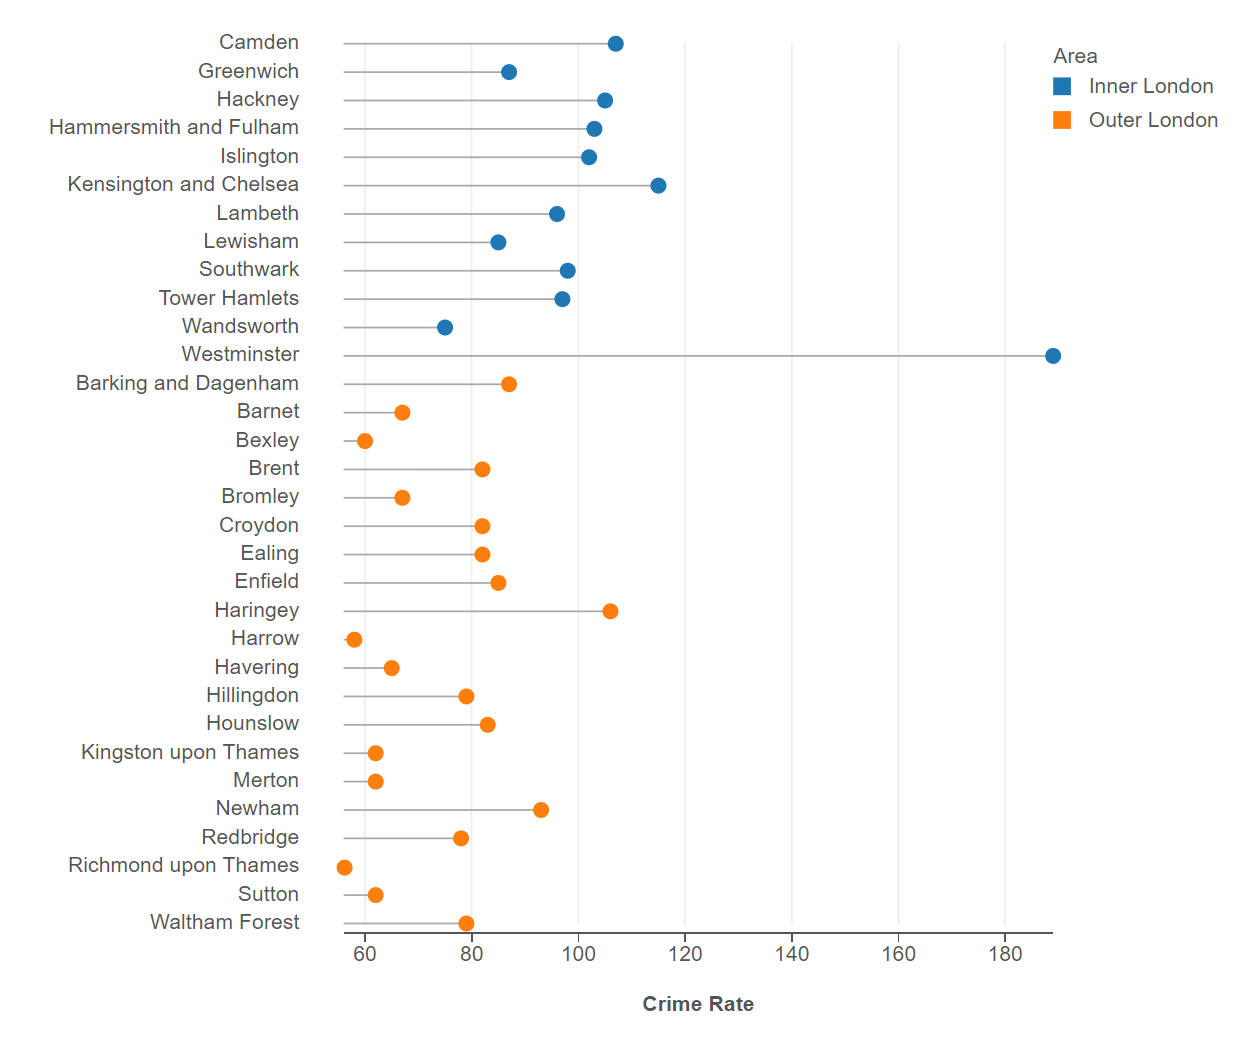 Camden
Greenwich
Hackney
Hammersmith and Fulham
Islington
Kensington and Chelsea
Lambeth
Lewisham
Southwark
Tower Hamlets
Wandsworth
Westminster
Barking and Dagenham
Barnet
Bexley
Brent
Bromley
Croydon
Ealing
Enfield
Haringey
Harrow
Havering
Hillingdon
Hounslow
Kingston upon Thames
Merton
Newham
Redbridge
Richmond upon Thames
Sutton
Waltham Forest
60 80 100 120 140 160 180
Crime Rate
Area
Inner London
Outer London